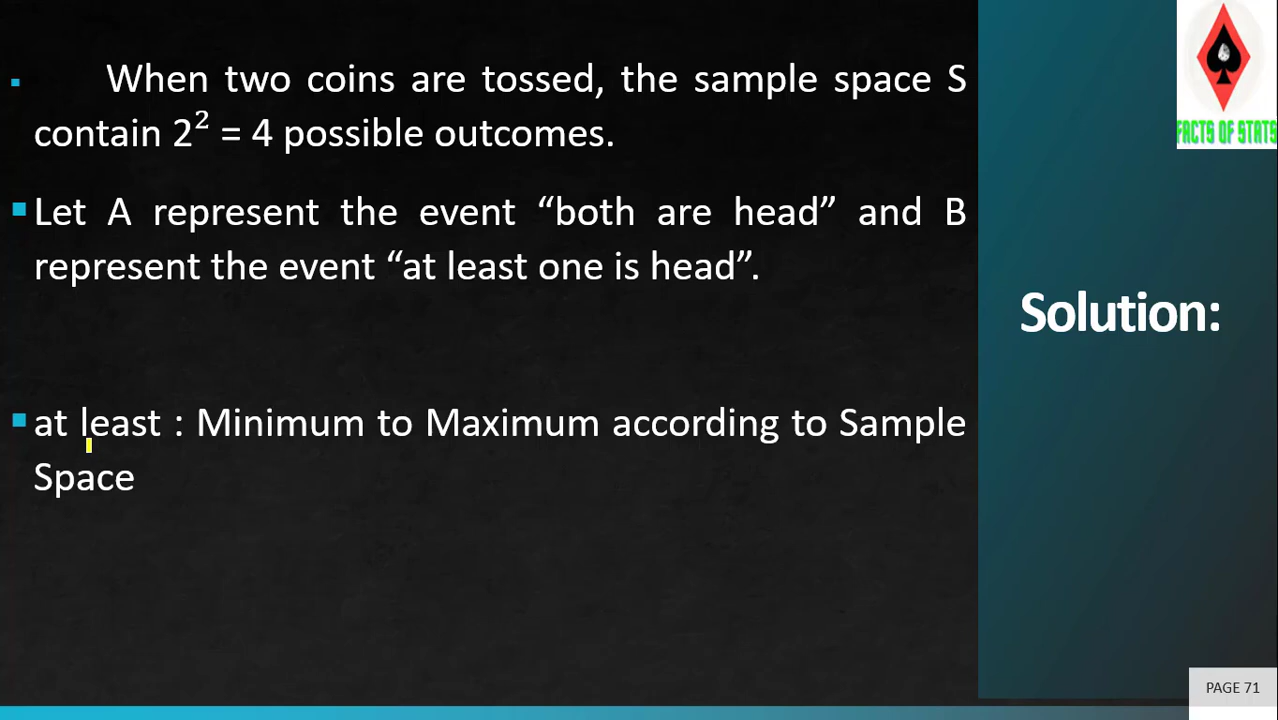 When two coins are tossed, the sample space S
contain 2² = 4 possible outcomes.
Let A represent the event “both are head” and B
represent the event “at least one is head”.
at least : Minimum to Maximum according to Sample
Space
Solution:
FACTS OF STATS
PAGE 71